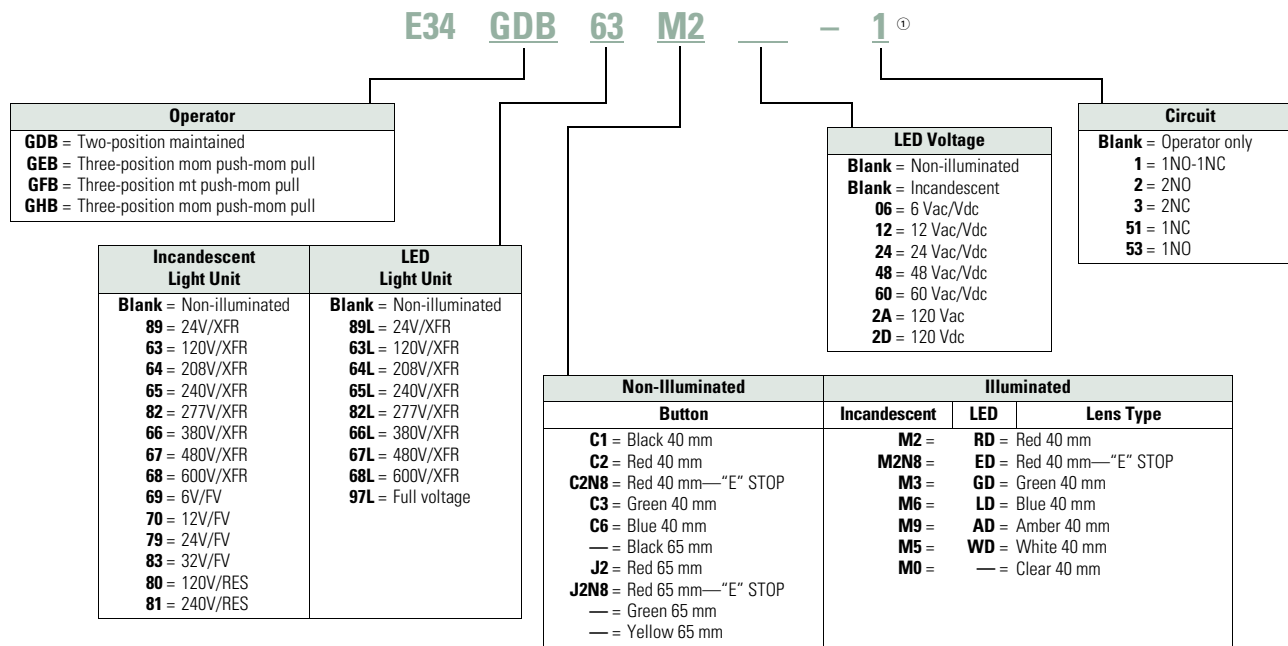 E34 GDB 63 M2 ___ – 1 ①
Operator
GDB = Two-position maintained
GEB = Three-position mom push-mom pull
GFB = Three-position mt push-mom pull
GHB = Three-position mom push-mom pull
LED Voltage
Blank = Non-illuminated
Blank = Incandescent
06 = 6 Vac/Vdc
12 = 12 Vac/Vdc
24 = 24 Vac/Vdc
48 = 48 Vac/Vdc
60 = 60 Vac/Vdc
2A = 120 Vac
2D = 120 Vdc
Circuit
Blank = Operator only
1 = 1NO-1NC
2 = 2NO
3 = 2NC
51 = 1NC
53 = 1NO
Incandescent
Light Unit
Blank = Non-illuminated
89 = 24V/XFR
63 = 120V/XFR
64 = 208V/XFR
65 = 240V/XFR
82 = 277V/XFR
66 = 380V/XFR
67 = 480V/XFR
68 = 600V/XFR
69 = 6V/FV
70 = 12V/FV
79 = 24V/FV
83 = 32V/FV
80 = 120V/RES
81 = 240V/RES
LED
Light Unit
Blank = Non-illuminated
89L = 24V/XFR
63L = 120V/XFR
64L = 208V/XFR
65L = 240V/XFR
82L = 277V/XFR
66L = 380V/XFR
67L = 480V/XFR
68L = 600V/XFR
97L = Full voltage
Non-Illuminated
Button
C1 = Black 40 mm
C2 = Red 40 mm
C2N8 = Red 40 mm—“E” STOP
C3 = Green 40 mm
C6 = Blue 40 mm
— = Black 65 mm
J2 = Red 65 mm
J2N8 = Red 65 mm—“E” STOP
— = Green 65 mm
— = Yellow 65 mm
Illuminated
Incandescent LED Lens Type
M2 = RD = Red 40 mm
M2N8 = ED = Red 40 mm—“E” STOP
M3 = GD = Green 40 mm
M6 = LD = Blue 40 mm
M9 = AD = Amber 40 mm
M5 = WD = White 40 mm
M0 = — = Clear 40 mm